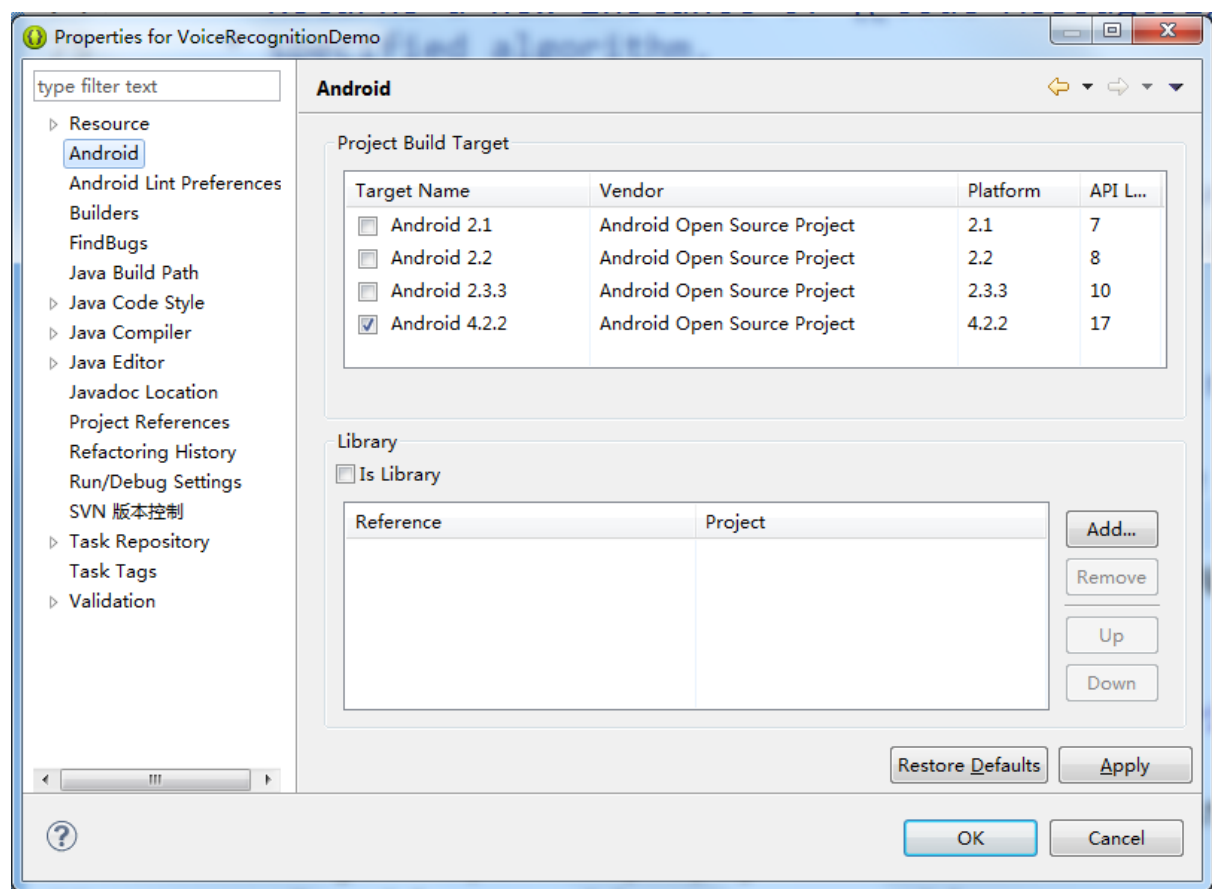 Properties for VoiceRecognitionDemo
specified algorithm.
type filter text
Resource
Android
Android Lint Preferences
Builders
FindBugs
Java Build Path
Java Code Style
Java Compiler
Java Editor
Javadoc Location
Project References
Refactoring History
Run/Debug Settings
SVN 版本控制
Task Repository
Task Tags
Validation
Android
Project Build Target
Target Name Vendor Platform API L...
Android 2.1 Android Open Source Project 2.1 7
Android 2.2 Android Open Source Project 2.2 8
Android 2.3.3 Android Open Source Project 2.3.3 10
Android 4.2.2 Android Open Source Project 4.2.2 17
Library
Is Library
Reference Project
Add...
Remove
Up
Down
Restore Defaults Apply
OK Cancel